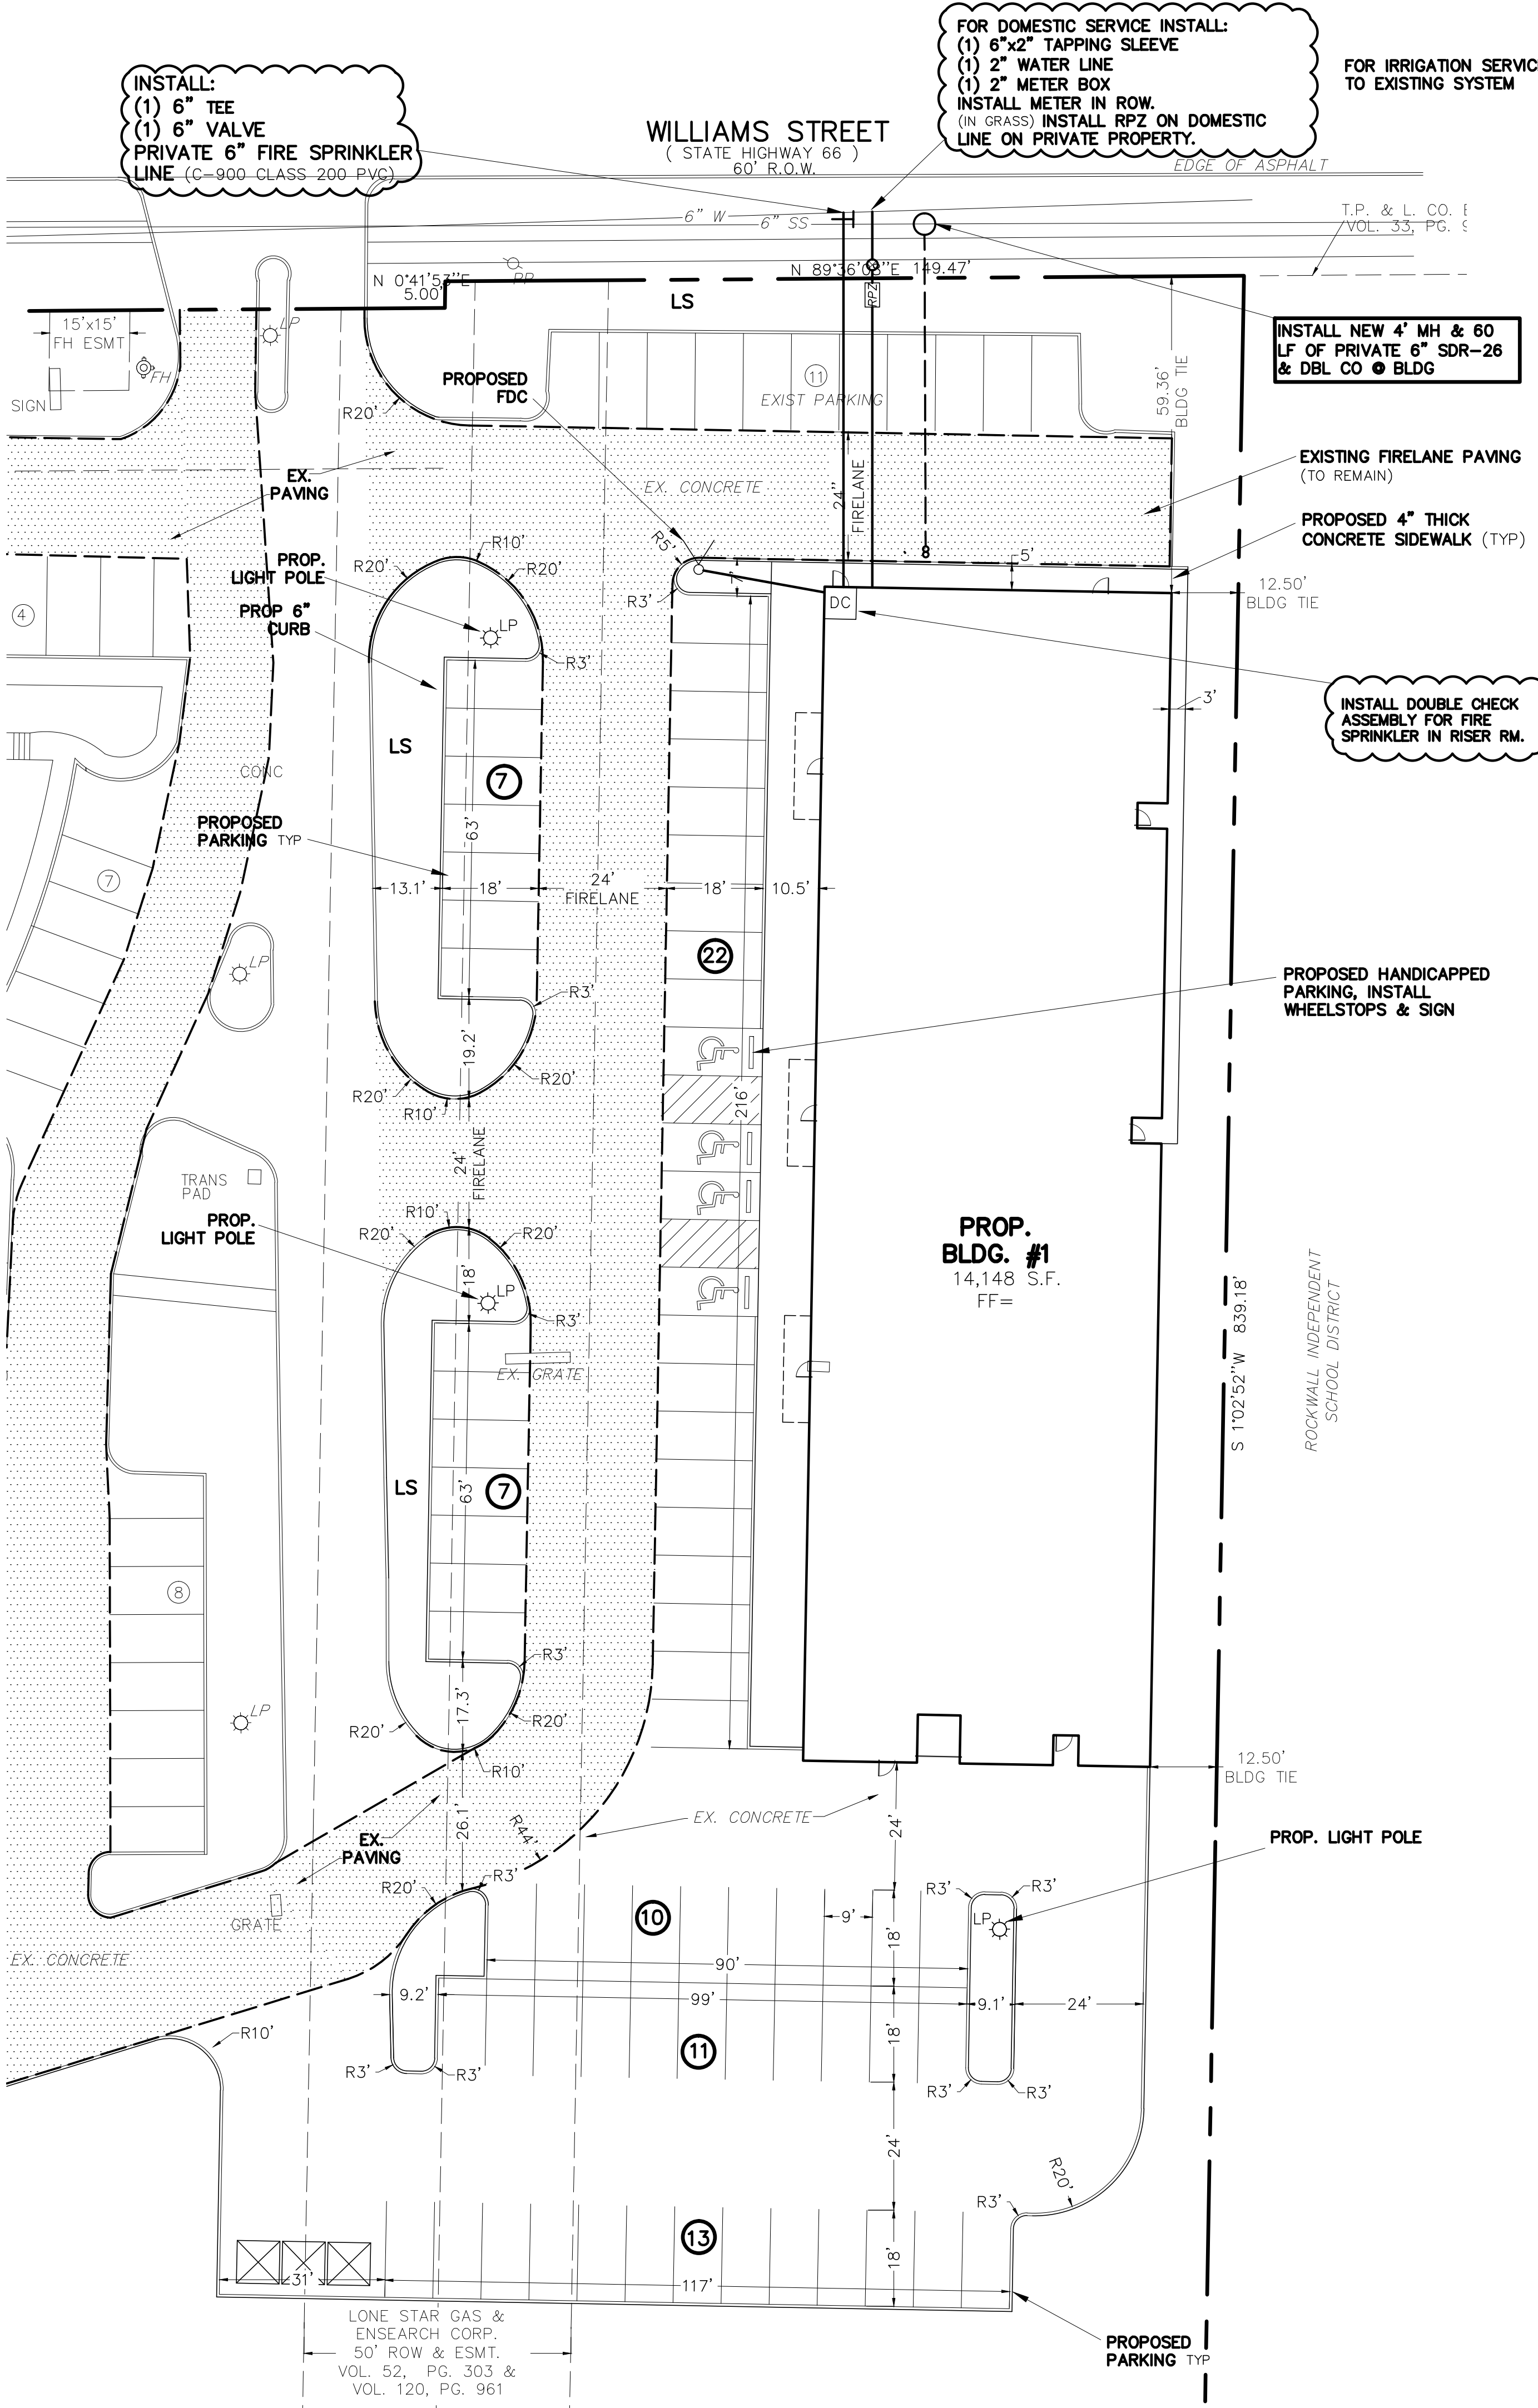 INSTALL:
(1) 6" TEE
(1) 6" VALVE
PRIVATE 6" FIRE SPRINKLER
LINE (C-900 CLASS 200 PVC)
WILLIAMS STREET
( STATE HIGHWAY 66 )
60' R.O.W.
FOR DOMESTIC SERVICE INSTALL:
(1) 6"x2" TAPPING SLEEVE
(1) 2" WATER LINE
(1) 2" METER BOX
INSTALL METER IN ROW.
(IN GRASS) INSTALL RPZ ON DOMESTIC
LINE ON PRIVATE PROPERTY.
FOR IRRIGATION SERVIC
TO EXISTING SYSTEM
EDGE OF ASPHALT
6" W
6" SS
T.P. & L. CO.
VOL. 33, PG.
PP
N 0°41'53"E
5.00'
N 89°36'08"E 149.47'
RPZ
LS
15'x15'
FH ESMT
FH
SIGN
LP
INSTALL NEW 4' MH & 60
LF OF PRIVATE 6" SDR-26
& DBL CO @ BLDG
59.36'
BLDG TIE
PROPOSED
FDC
R20'
11
EXIST PARKING
EX.
PAVING
EX. CONCRETE
24"
FIRELANE
EXISTING FIRELANE PAVING
(TO REMAIN)
PROPOSED 4" THICK
CONCRETE SIDEWALK (TYP)
R5'
R10'
R20'
R20'
PROP.
LIGHT POLE
8
5'
7'
R3'
12.50'
BLDG TIE
DC
4
PROP 6"
CURB
LP
R3'
INSTALL DOUBLE CHECK
ASSEMBLY FOR FIRE
SPRINKLER IN RISER RM.
3'
LS
CONC
7
63'
PROPOSED
PARKING TYP
7
13.1'
18'
24'
FIRELANE
18'
10.5'
22
LP
R3'
PROPOSED HANDICAPPED
PARKING, INSTALL
WHEELSTOPS & SIGN
19.2'
R20'
R20'
R10'
216'
24'
FIRELANE
TRANS
PAD
PROP.
LIGHT POLE
R10'
R20'
R20'
18'
LP
R3'
PROP.
BLDG. #1
14,148 S.F.
FF=
S 1°02'52"W 839.18'
ROCKWALL INDEPENDENT
SCHOOL DISTRICT
EX. GRATE
LS
63'
7
8
R3'
LP
17.3'
R20'
R20'
R10'
12.50'
BLDG TIE
EX.
PAVING
26.1'
R44'
EX. CONCRETE
24'
PROP. LIGHT POLE
R20'
R3'
GRATE
EX. CONCRETE
10
9'
18'
R3'
R3'
LP
90'
9.2'
99'
9.1'
24'
R10'
11
18'
R3'
R3'
R3'
R3'
24'
R20'
R3'
13
18'
31'
117'
LONE STAR GAS &
ENSEARCH CORP.
50' ROW & ESMT.
VOL. 52, PG. 303 &
VOL. 120, PG. 961
PROPOSED
PARKING TYP